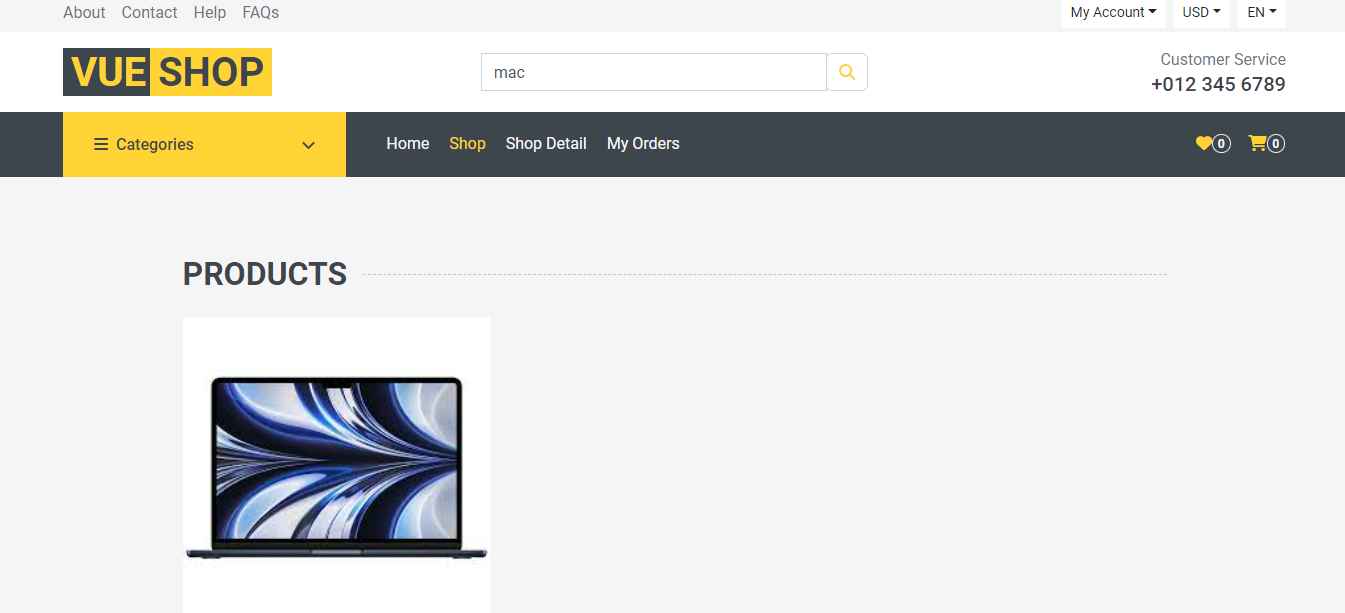 About Contact Help FAQs
My Account USD EN
VUE SHOP
mac
Customer Service
+012 345 6789
Categories
Home Shop Shop Detail My Orders
0 0
PRODUCTS